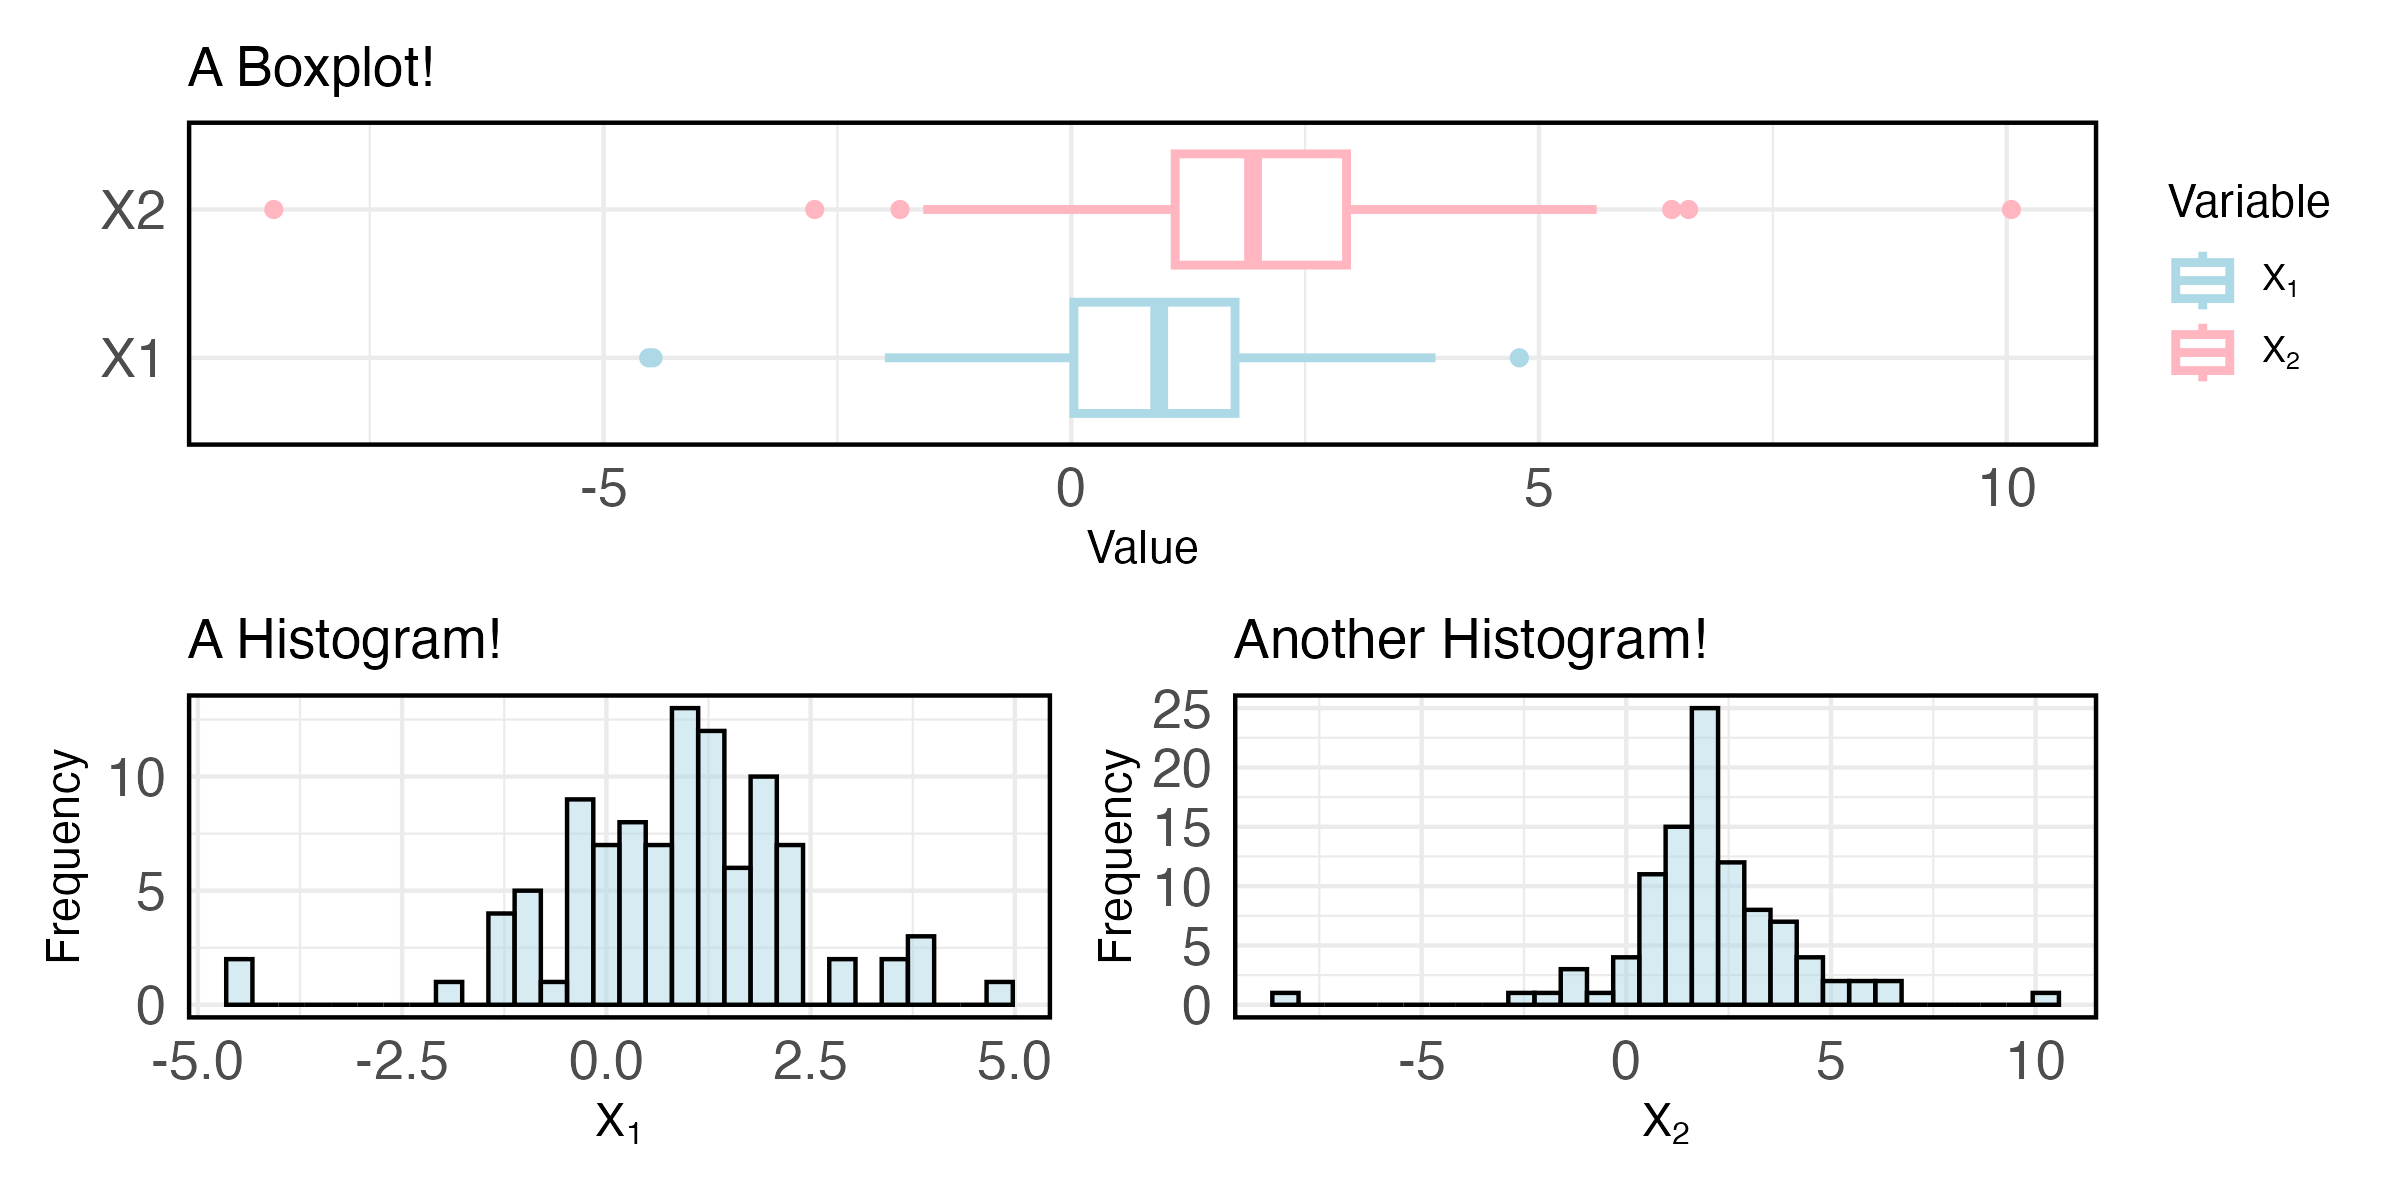 A Boxplot!
X2
X1
-5 0 5 10
Value
Variable
X₁
X₂
A Histogram!
Frequency
10
5
0
-5.0 -2.5 0.0 2.5 5.0
X₁
Another Histogram!
Frequency
25
20
15
10
5
0
-5 0 5 10
X₂